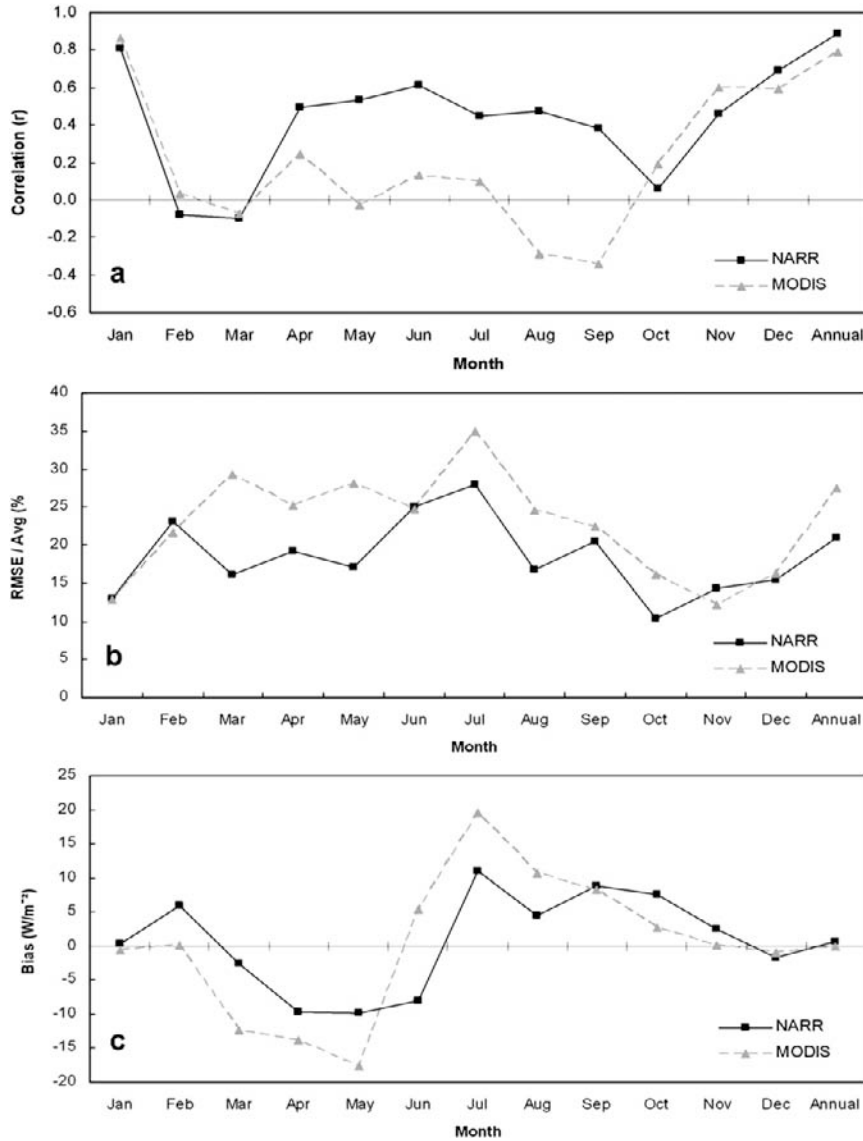 1.0
0.8
0.6
0.4
0.2
0.0
-0.2
-0.4
-0.6
Correlation (r)
a
NARR
MODIS
Jan Feb Mar Apr May Jun Jul Aug Sep Oct Nov Dec Annual
Month
40
35
30
25
20
15
10
5
0
RMSE / Avg (%
b
NARR
MODIS
Jan Feb Mar Apr May Jun Jul Aug Sep Oct Nov Dec Annual
Month
25
20
15
10
5
0
-5
-10
-15
-20
Bias (W/m⁻²)
c
NARR
MODIS
Jan Feb Mar Apr May Jun Jul Aug Sep Oct Nov Dec Annual
Month